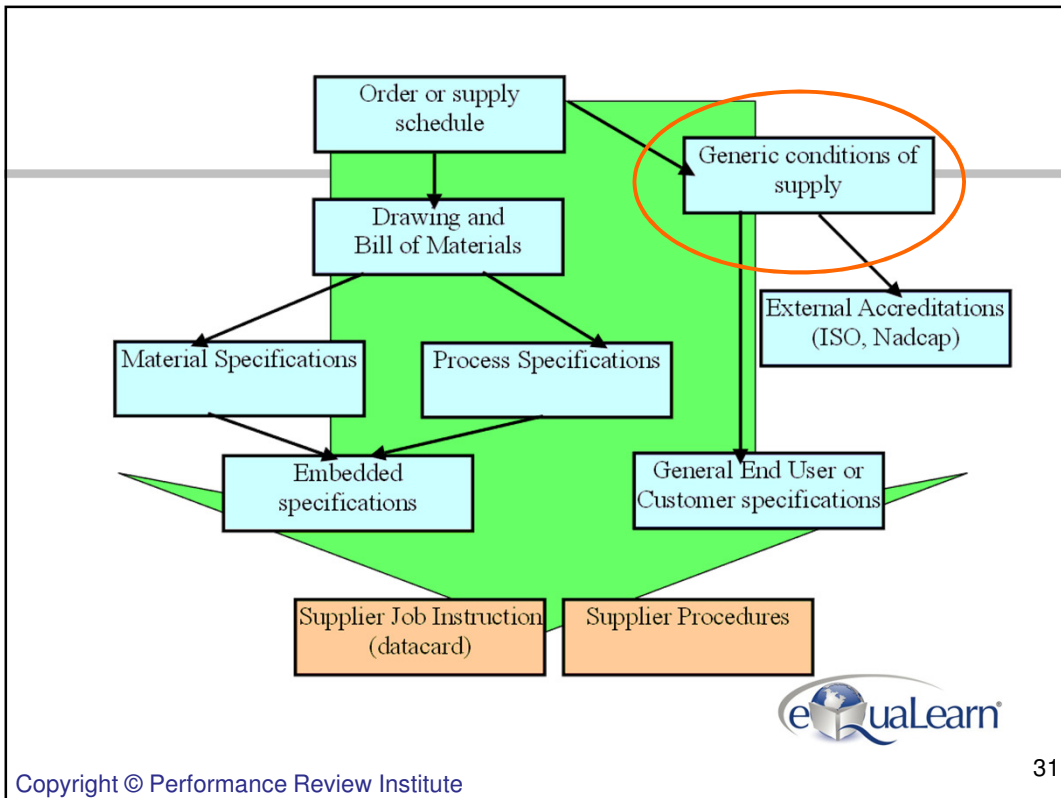 Order or supply
schedule
Generic conditions of
supply
Drawing and
Bill of Materials
External Accreditations
(ISO, Nadcap)
Material Specifications
Process Specifications
Embedded
specifications
General End User or
Customer specifications
Supplier Job Instruction
(datacard)
Supplier Procedures
eQuaLearn®
Copyright © Performance Review Institute
31